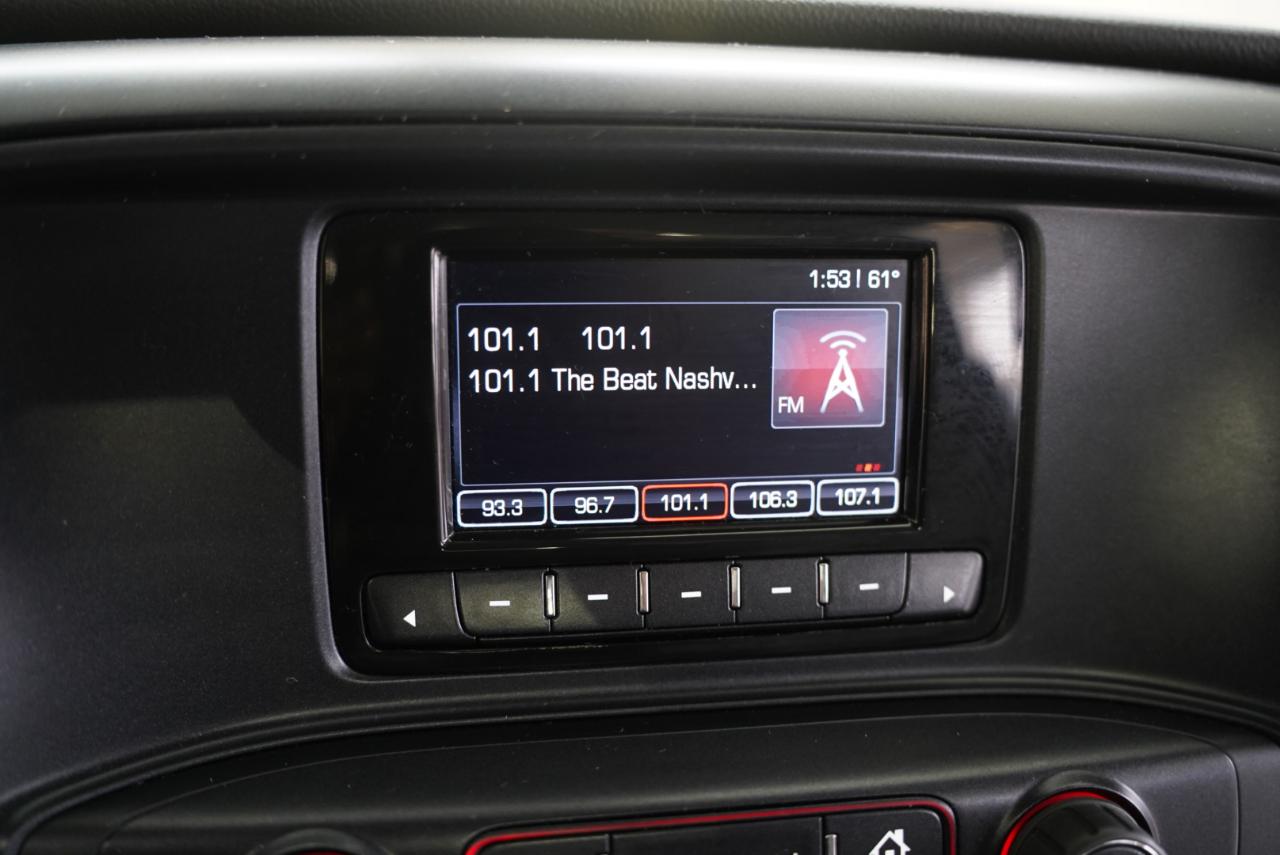 1:53 | 61°
101.1 101.1
101.1 The Beat Nashv...
FM
93.3 96.7 101.1 106.3 107.1